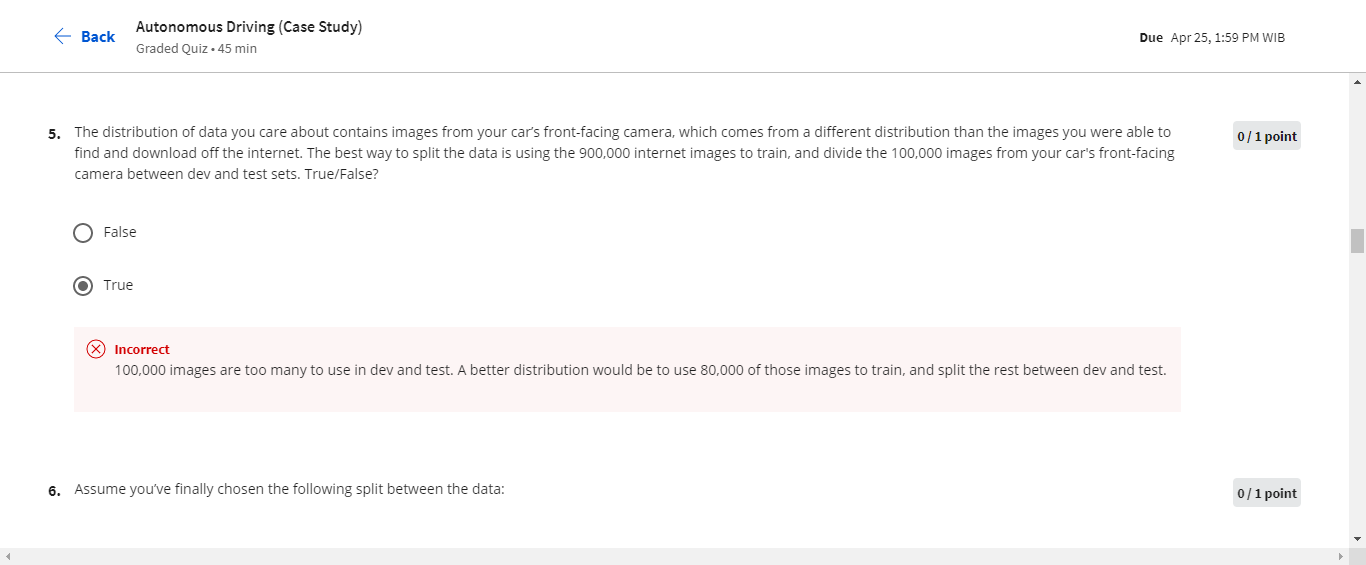 Back
Autonomous Driving (Case Study)
Graded Quiz • 45 min
Due Apr 25, 1:59 PM WIB
5. The distribution of data you care about contains images from your car’s front-facing camera, which comes from a different distribution than the images you were able to
find and download off the internet. The best way to split the data is using the 900,000 internet images to train, and divide the 100,000 images from your car's front-facing
camera between dev and test sets. True/False?
0 / 1 point
False
True
Incorrect
100,000 images are too many to use in dev and test. A better distribution would be to use 80,000 of those images to train, and split the rest between dev and test.
6. Assume you’ve finally chosen the following split between the data:
0 / 1 point